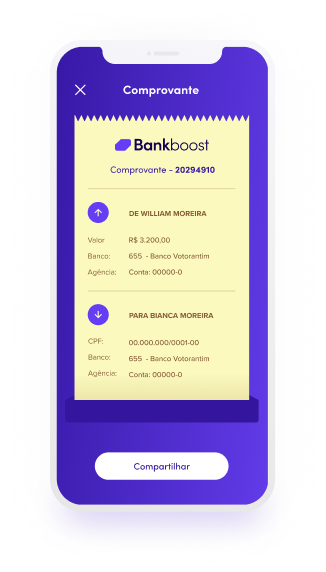 Comprovante
Bankboost
Comprovante - 20294910
DE WILLIAM MOREIRA
Valor R$ 3.200,00
Banco: 655 - Banco Votorantim
Agência: Conta: 00000-0
PARA BIANCA MOREIRA
CPF: 00.000.000/0001-00
Banco: 655 - Banco Votorantim
Agência: Conta: 00000-0
Compartilhar